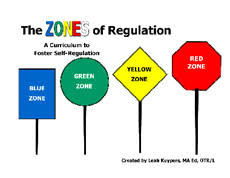 The ZONES of Regulation
A Curriculum to
Foster Self-Regulation
BLUE
ZONE
GREEN
ZONE
YELLOW
ZONE
RED
ZONE
Created by Leah Kuypers, MA Ed, OTR/L